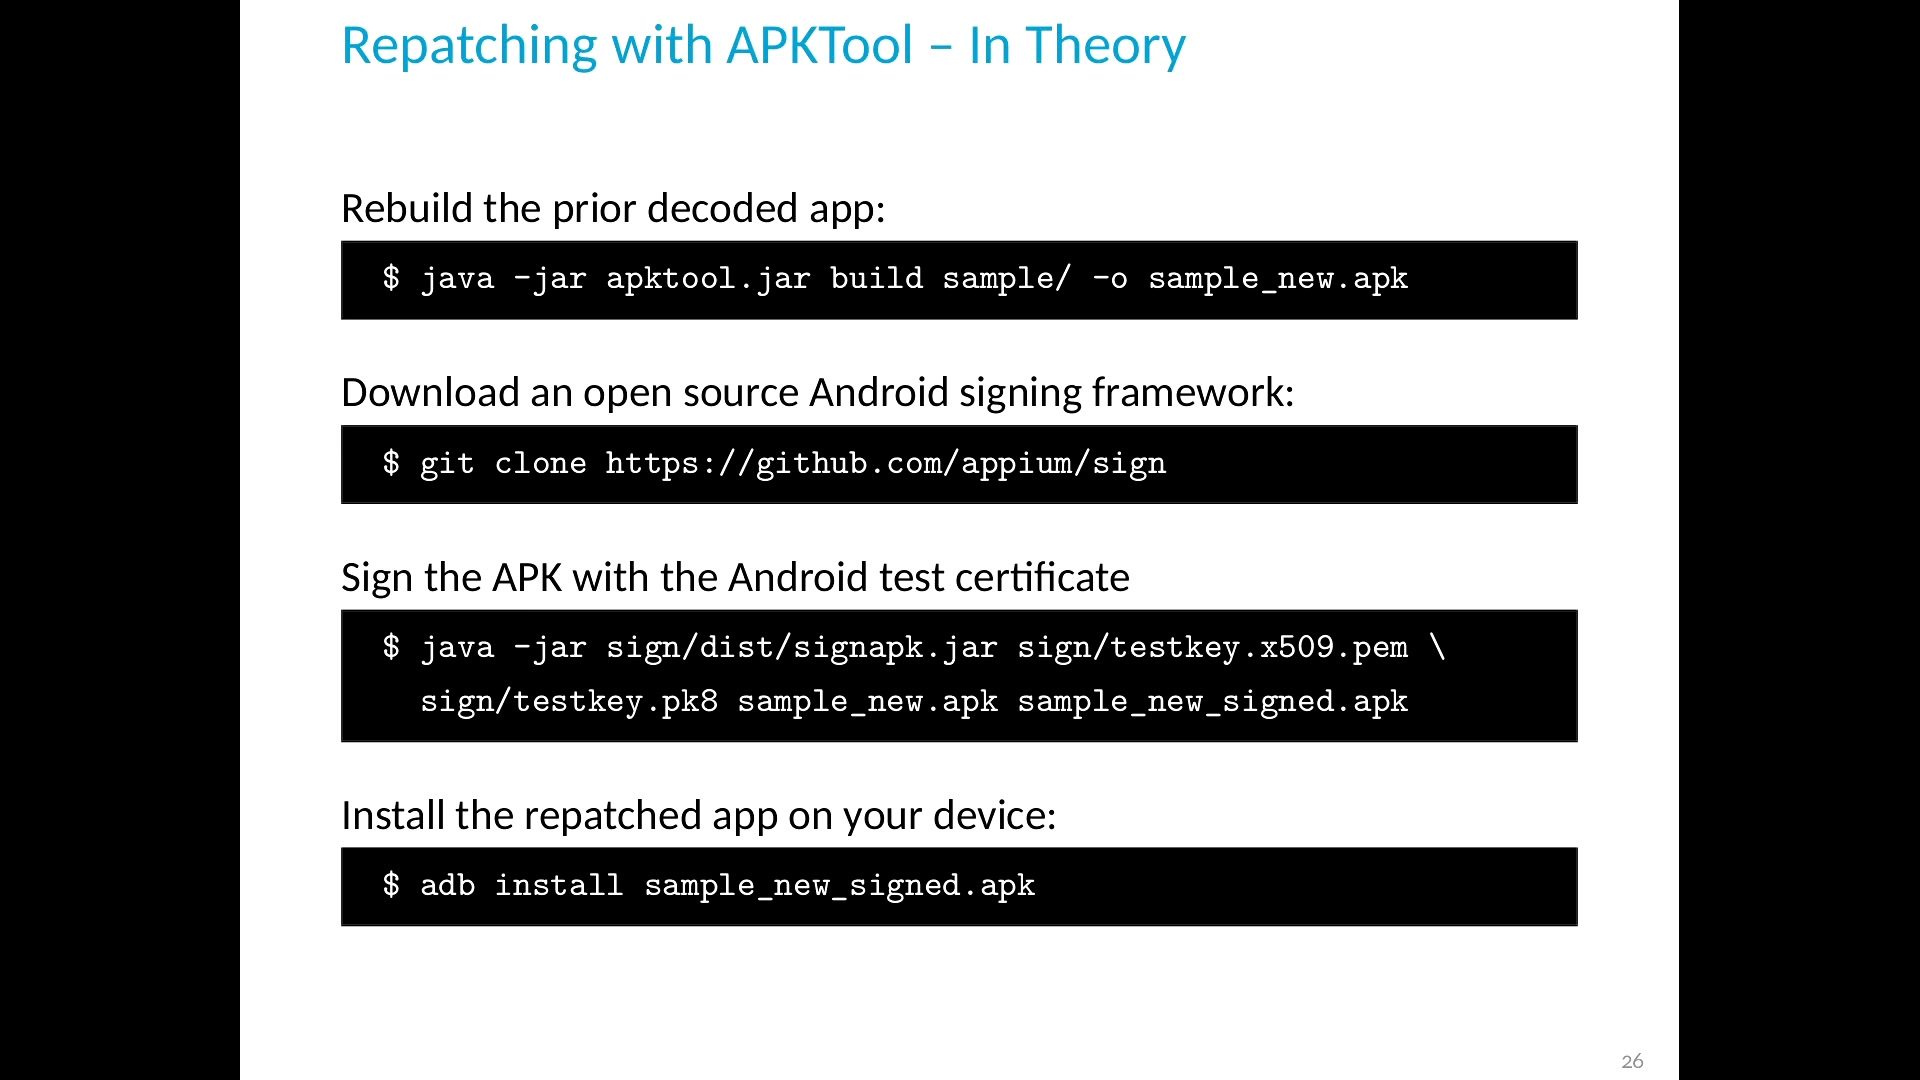 Repatching with APKTool – In Theory
Rebuild the prior decoded app:
$ java -jar apktool.jar build sample/ -o sample_new.apk
Download an open source Android signing framework:
$ git clone https://github.com/appium/sign
Sign the APK with the Android test certificate
$ java -jar sign/dist/signapk.jar sign/testkey.x509.pem \
sign/testkey.pk8 sample_new.apk sample_new_signed.apk
Install the repatched app on your device:
$ adb install sample_new_signed.apk
26